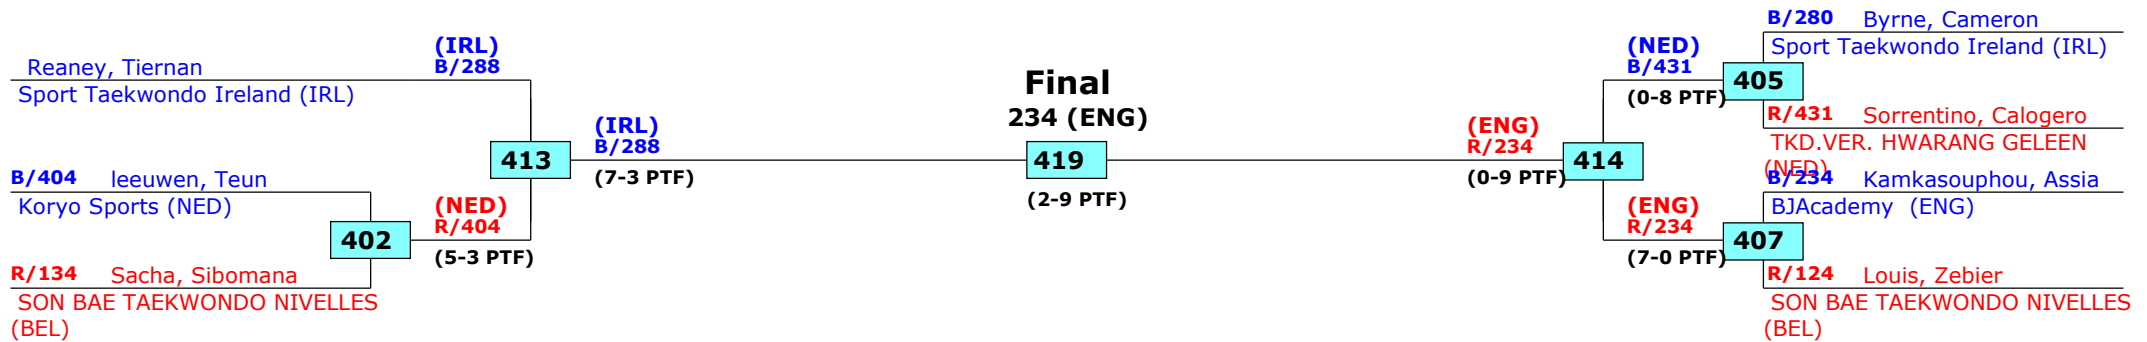 (IRL)
Reaney, Tiernan B/288
Sport Taekwondo Ireland (IRL)
(IRL)
413 B/288
(7-3 PTF)
B/404 leeuwen, Teun
Koryo Sports (NED)
(NED)
402 R/404
(5-3 PTF)
R/134 Sacha, Sibomana
SON BAE TAEKWONDO NIVELLES
(BEL)
Final
234 (ENG)
419
(2-9 PTF)
B/280 Byrne, Cameron
Sport Taekwondo Ireland (IRL)
(NED)
B/431 405
(0-8 PTF)
R/431 Sorrentino, Calogero
TKD.VER. HWARANG GELEEN
(NED)
(ENG)
R/234 414
(0-9 PTF)
B/234 Kamkasouphou, Assia
BJAcademy (ENG)
(ENG)
R/234 407
(7-0 PTF)
R/124 Louis, Zebier
SON BAE TAEKWONDO NIVELLES
(BEL)